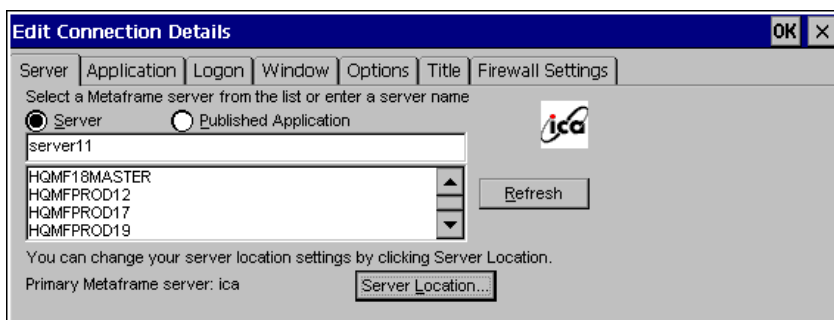 Edit Connection Details OK ×
Server Application Logon Window Options Title Firewall Settings
Select a Metaframe server from the list or enter a server name
Server Published Application
ica
server11
HQMF18MASTER
HQMFPROD12
HQMFPROD17
HQMFPROD19
Refresh
You can change your server location settings by clicking Server Location.
Primary Metaframe server: ica Server Location...